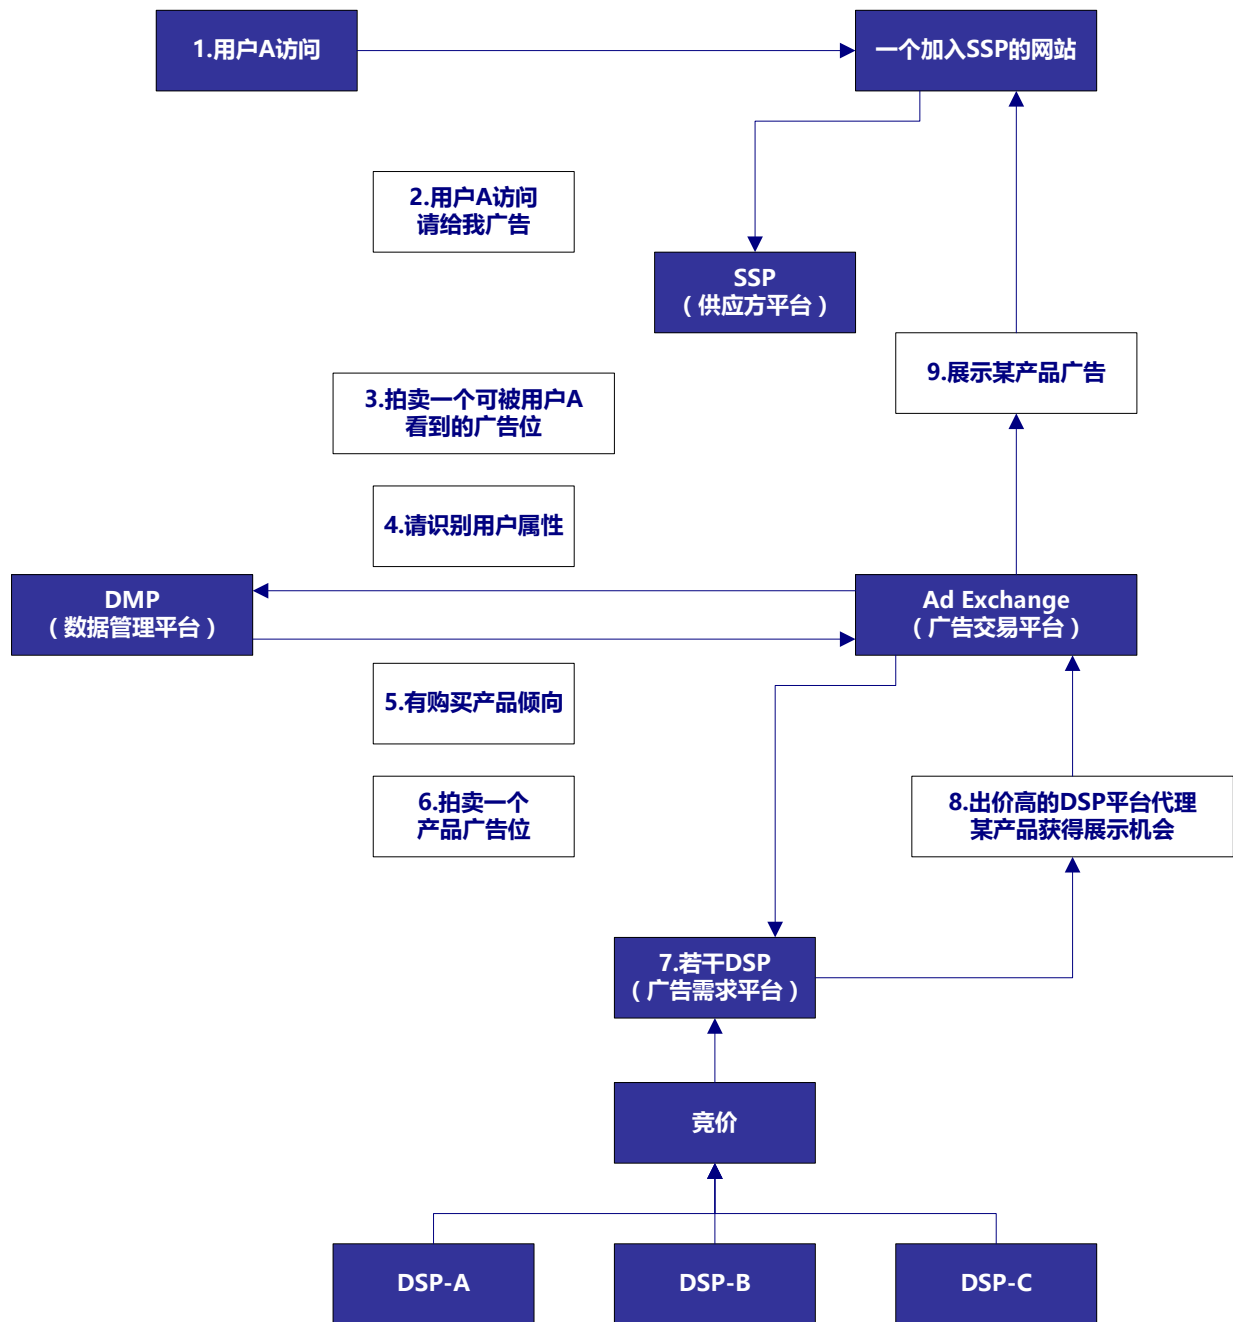 1.用户A访问
一个加入SSP的网站
2.用户A访问
请给我广告
SSP
（供应方平台）
9.展示某产品广告
3.拍卖一个可被用户A
看到的广告位
4.请识别用户属性
DMP
（数据管理平台）
Ad Exchange
（广告交易平台）
5.有购买产品倾向
6.拍卖一个
产品广告位
8.出价高的DSP平台代理
某产品获得展示机会
7.若干DSP
（广告需求平台）
竞价
DSP-A
DSP-B
DSP-C